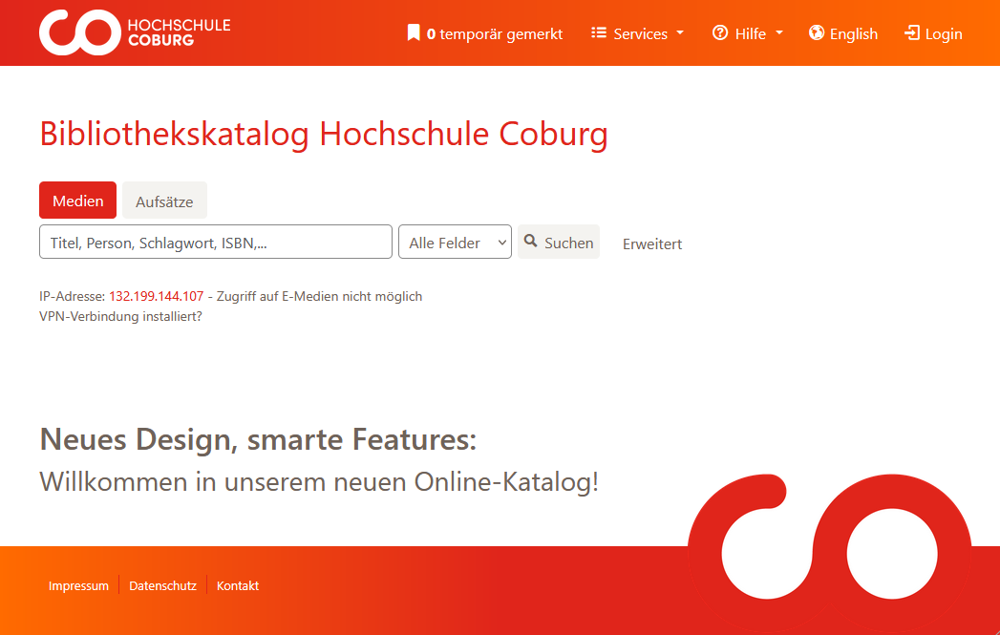 HOCHSCHULE
COBURG
0 temporär gemerkt
Services
Hilfe
English
Login
Bibliothekskatalog Hochschule Coburg
Medien
Aufsätze
Titel, Person, Schlagwort, ISBN,...
Alle Felder
Suchen
Erweitert
IP-Adresse: 132.199.144.107 - Zugriff auf E-Medien nicht möglich
VPN-Verbindung installiert?
Neues Design, smarte Features:
Willkommen in unserem neuen Online-Katalog!
Impressum
Datenschutz
Kontakt